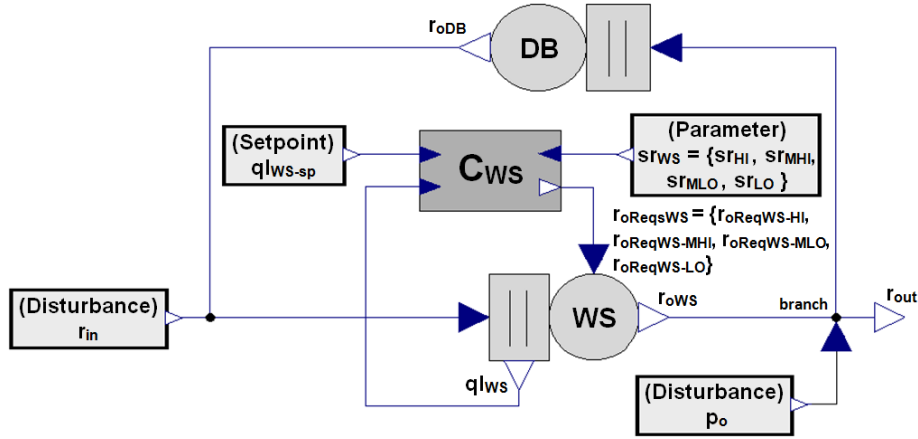 r_oDB
DB
(Setpoint)
ql_WS-sp
C_WS
(Parameter)
sr_WS = {sr_HI , sr_MHI,
sr_MLO, sr_LO }
r_oReqsWS = {r_oReqWS-HI,
r_oReqWS-MHI, r_oReqWS-MLO,
r_oReqWS-LO}
(Disturbance)
r_in
WS
r_oWS
branch
r_out
ql_WS
(Disturbance)
p_o